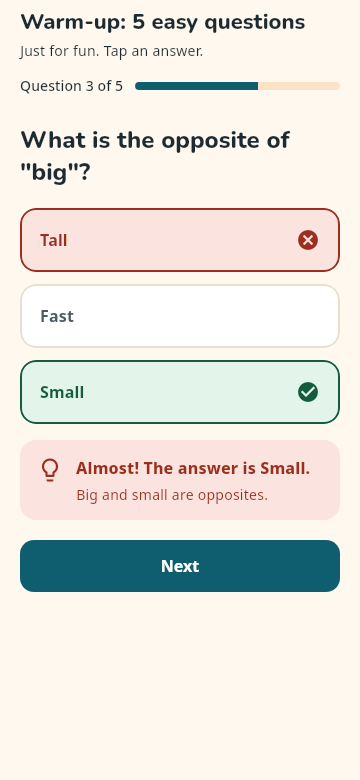 Warm-up: 5 easy questions
Just for fun. Tap an answer.
Question 3 of 5
What is the opposite of
"big"?
Tall
Fast
Small
Almost! The answer is Small.
Big and small are opposites.
Next